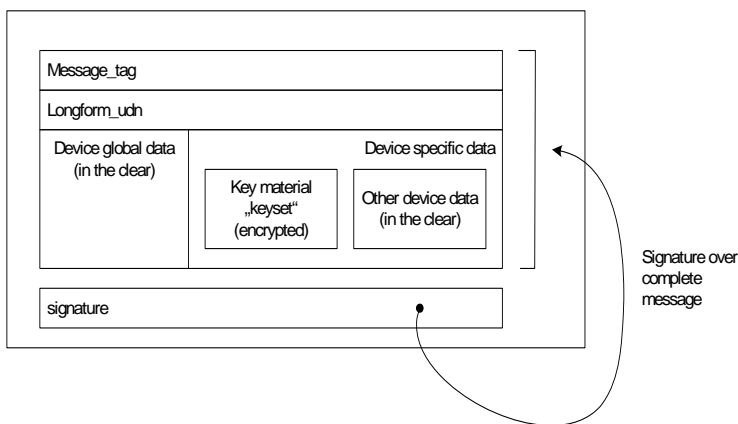 Message_tag
Longform_udn
Device global data
(in the clear)
Device specific data
Key material
„keyset“
(encrypted)
Other device data
(in the clear)
Signature over
complete
message
signature